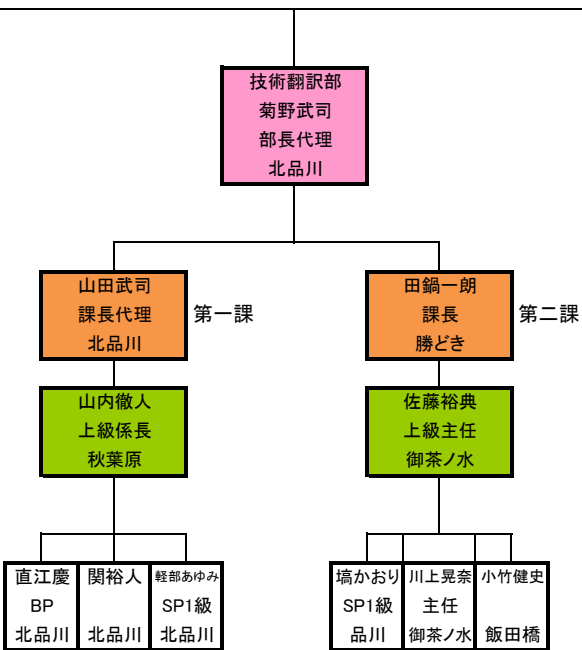 技術翻訳部
菊野武司
部長代理
北品川
山田武司
課長代理
北品川
第一課
田鍋一朗
課長
勝どき
第二課
山内徹人
上級係長
秋葉原
佐藤裕典
上級主任
御茶ノ水
直江慶
BP
北品川
関裕人
北品川
軽部あゆみ
SP1級
北品川
塙かおり
SP1級
品川
川上晃奈
主任
御茶ノ水
小竹健史
飯田橋